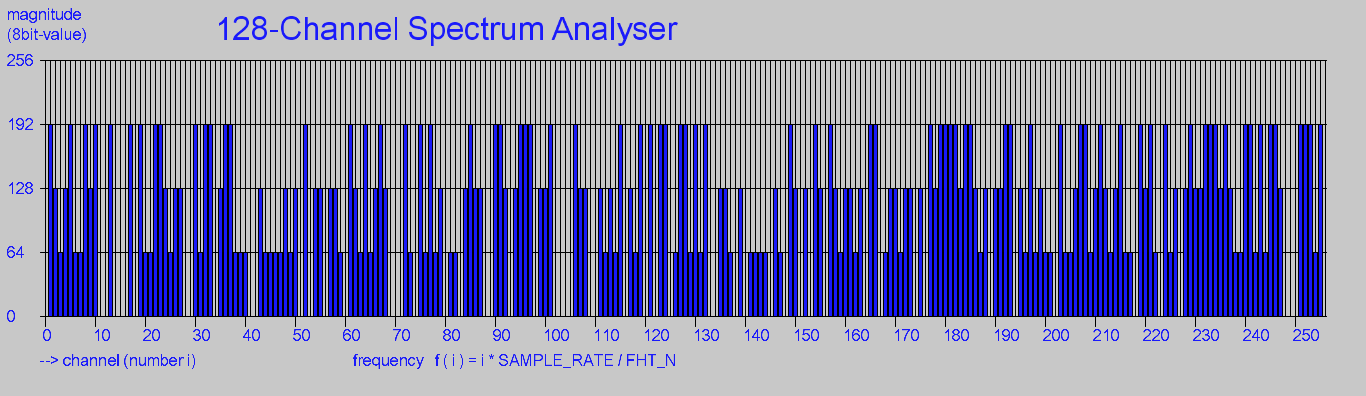 magnitude
(8bit-value)
128-Channel Spectrum Analyser
256
192
128
64
0
0 10 20 30 40 50 60 70 80 90 100 110 120 130 140 150 160 170 180 190 200 210 220 230 240 250
--> channel (number i)
frequency f ( i ) = i * SAMPLE_RATE / FHT_N